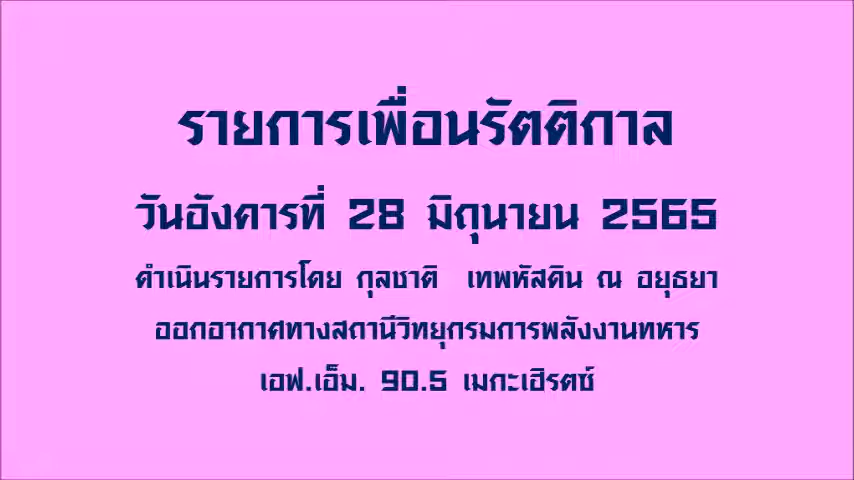 รายการเพื่อนรัตติกาล
วันอังคารที่ 28 มิถุนายน 2565
ดำเนินรายการโดย กุลชาติ เทพหัสดิน ณ อยุธยา
ออกอากาศทางสถานีวิทยุกรมการพลังงานทหาร
เอฟ.เอ็ม. 90.5 เมกะเฮิรตซ์